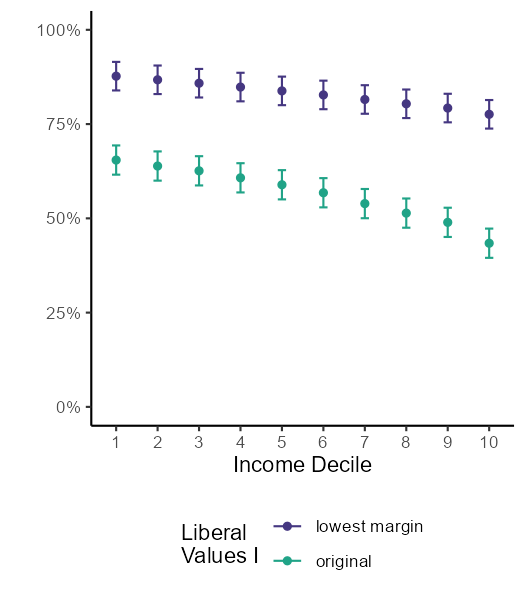 100%
75%
50%
25%
0%
1 2 3 4 5 6 7 8 9 10
Income Decile
Liberal
Values I
lowest margin
original